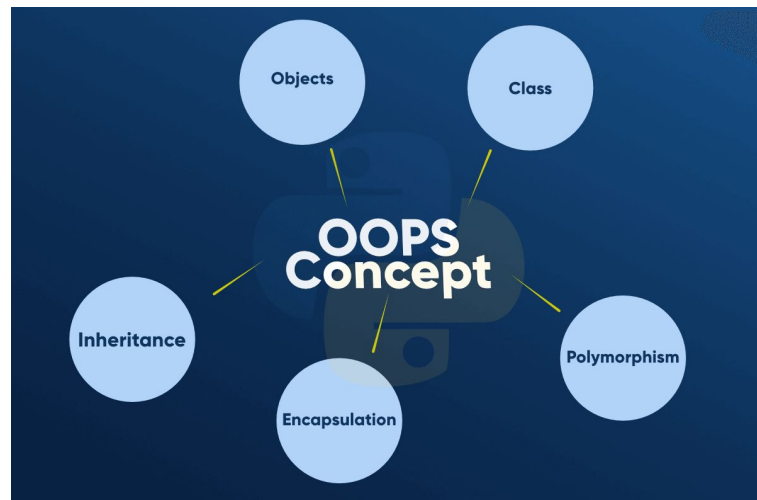 Objects
Class
OOPS
Concept
Inheritance
Polymorphism
Encapsulation